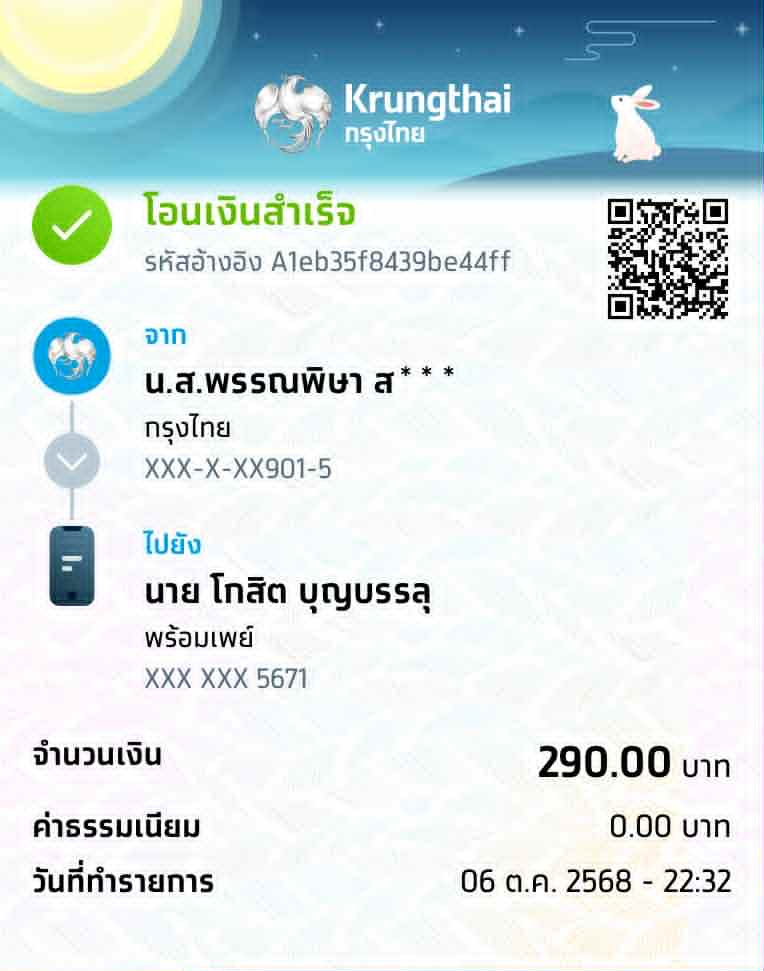 Krungthai
กรุงไทย
โอนเงินสำเร็จ
รหัสอ้างอิง A1eb35f8439be44ff
จาก
น.ส.พรรณพิษา ส***
กรุงไทย
XXX-X-XX901-5
ไปยัง
นาย โกสิต บุญบรรลุ
พร้อมเพย์
XXX XXX 5671
จำนวนเงิน 290.00 บาท
ค่าธรรมเนียม 0.00 บาท
วันที่ทำรายการ 06 ต.ค. 2568 - 22:32